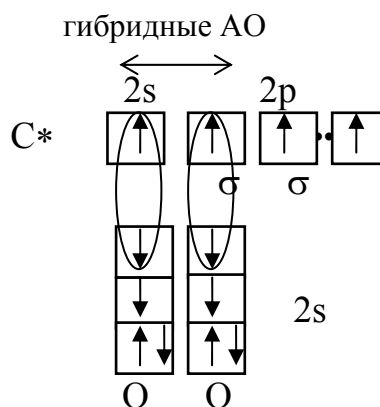 гибридные АО
2s 2p
C*
σ σ
2s
O O